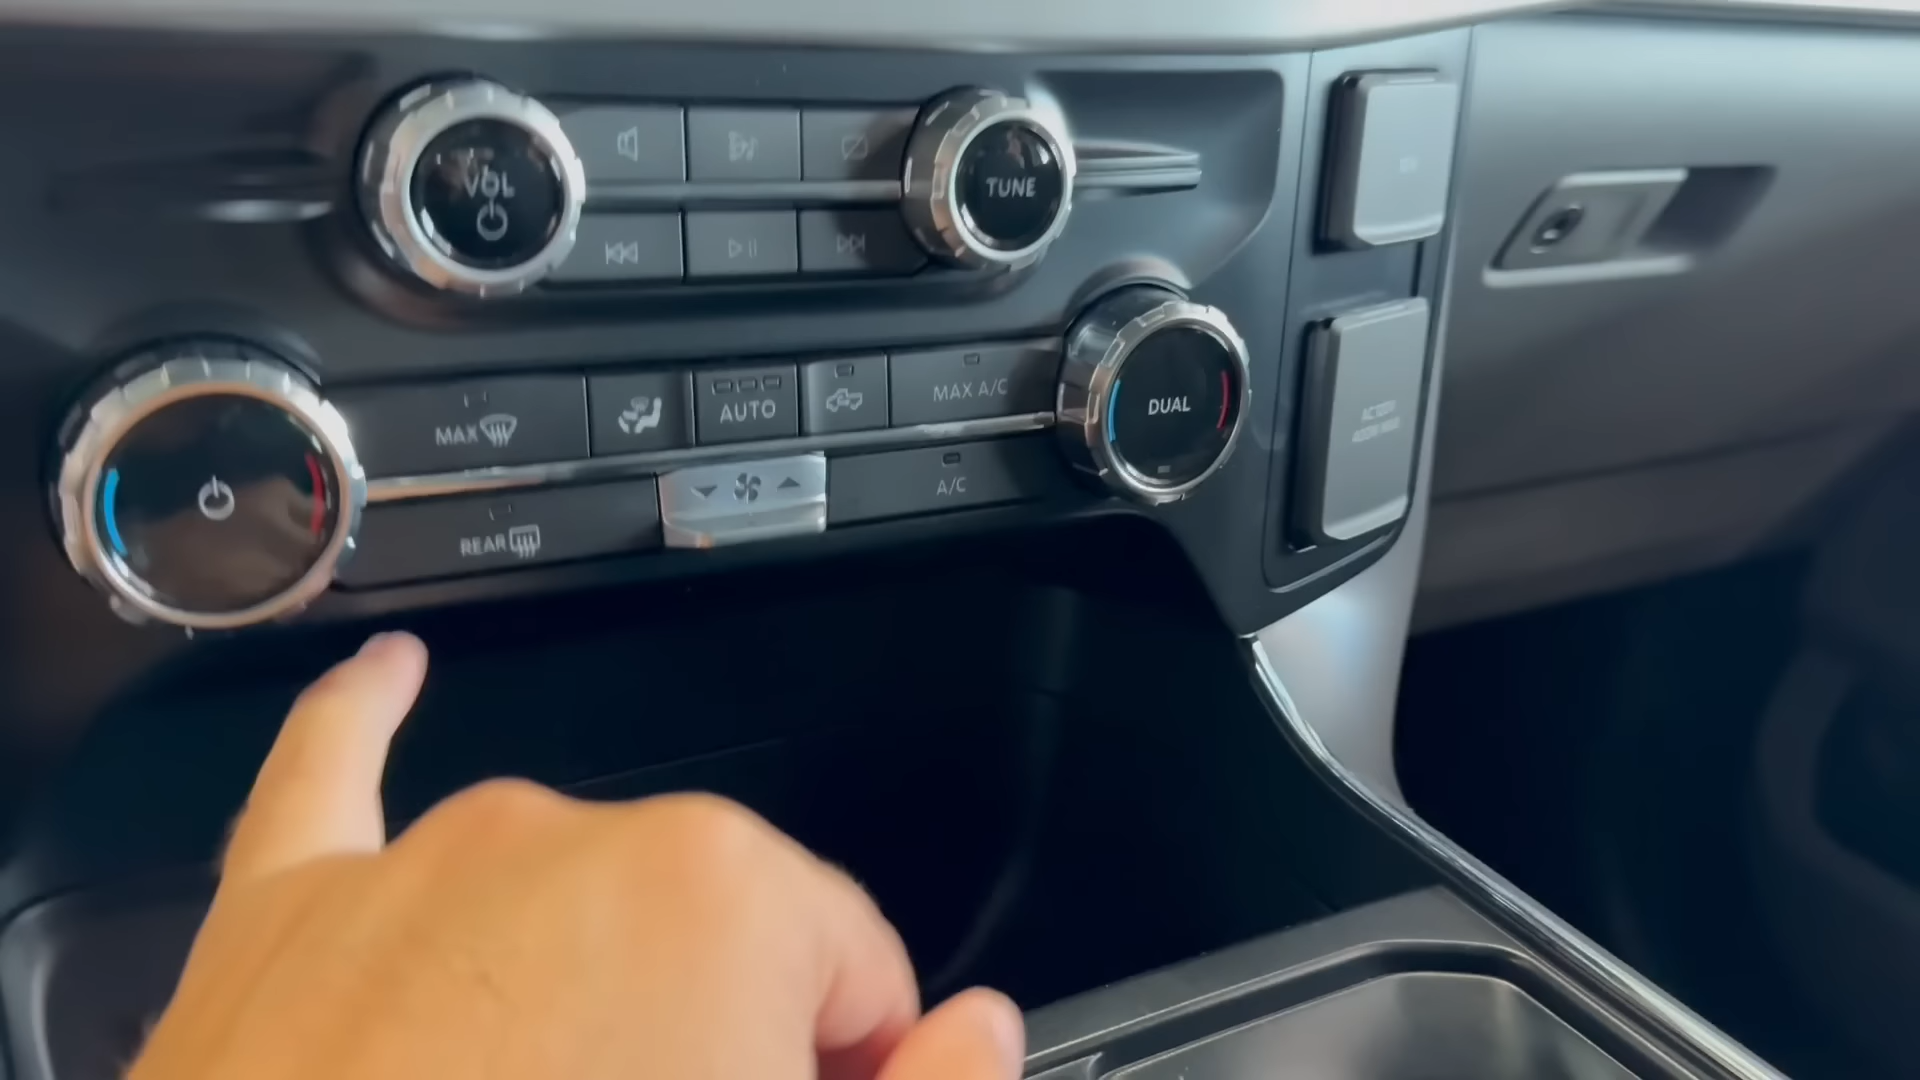 VOL
TUNE
MAX
AUTO
MAX A/C
DUAL
REAR
A/C